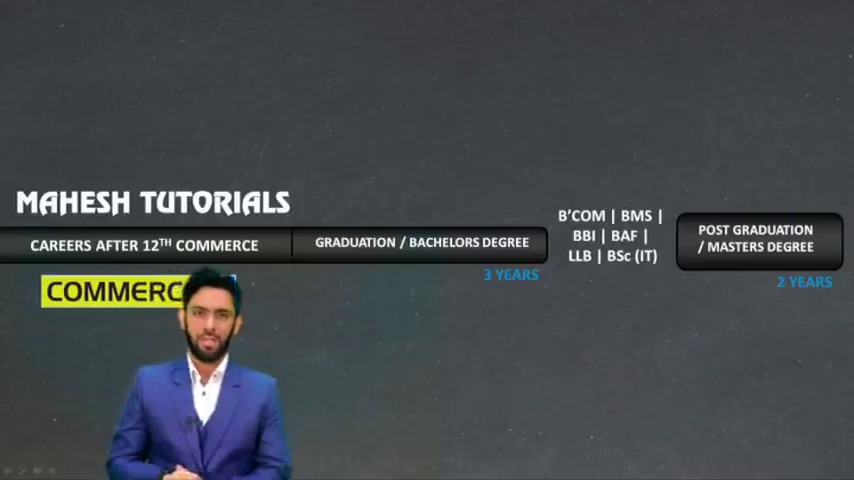 MAHESH TUTORIALS
CAREERS AFTER 12TH COMMERCE
GRADUATION / BACHELORS DEGREE
3 YEARS
B'COM | BMS |
BBI | BAF |
LLB | BSc (IT)
POST GRADUATION
/ MASTERS DEGREE
2 YEARS
COMMERC